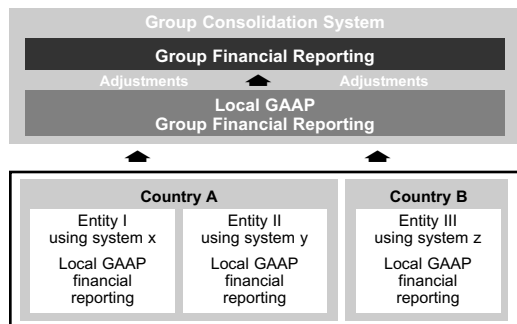 Group Consolidation System
Group Financial Reporting
Adjustments Adjustments
Local GAAP
Group Financial Reporting
Country A
Entity I
using system x
Local GAAP
financial
reporting
Entity II
using system y
Local GAAP
financial
reporting
Country B
Entity III
using system z
Local GAAP
financial
reporting